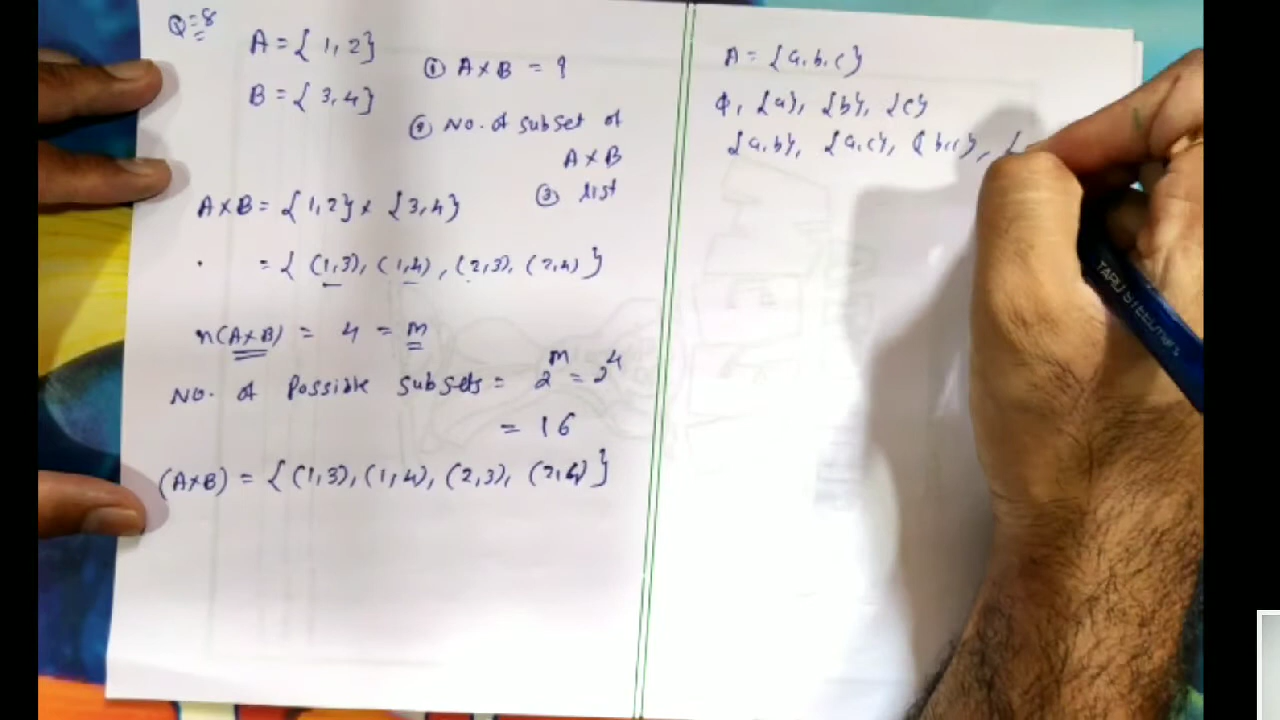 Q=8
A = { 1, 2 }
B = { 3, 4 }
① A × B = ?
② No. of subset of
A × B
③ list
A×B = { 1, 2 } × { 3, 4 }
= { (1,3), (1,4), (2,3), (2,4) }
n(A×B) = 4 = m
No. of Possible subsets = 2^m = 2^4
= 16
(A×B) = { (1,3), (1,4), (2,3), (2,4) }
A = {a, b, c}
ϕ, {a}, {b}, {c}
{a,b}, {a,c}, {b,c}, {